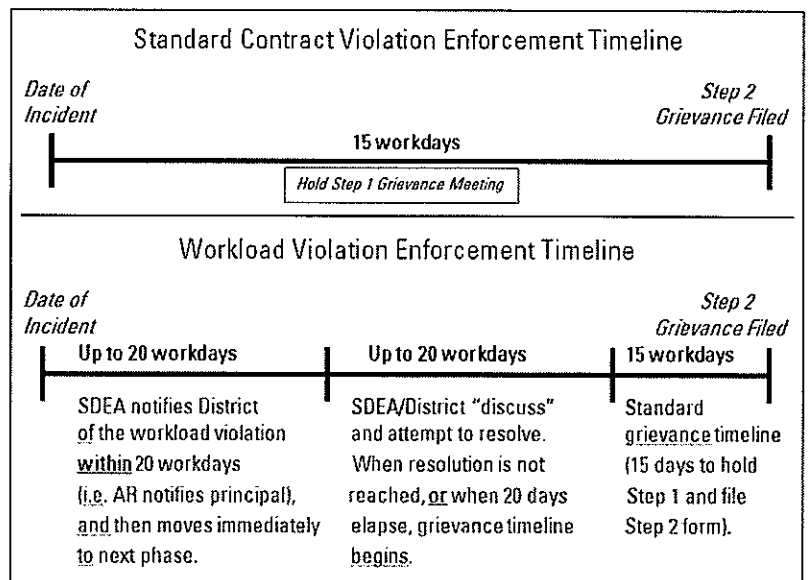 Standard Contract Violation Enforcement Timeline
Date of
Incident
Step 2
Grievance Filed
15 workdays
Hold Step 1 Grievance Meeting
Workload Violation Enforcement Timeline
Date of
Incident
Step 2
Grievance Filed
Up to 20 workdays
SDEA notifies District
of the workload violation
within 20 workdays
(i.e. AR notifies principal),
and then moves immediately
to next phase.
Up to 20 workdays
SDEA/District “discuss”
and attempt to resolve.
When resolution is not
reached, or when 20 days
elapse, grievance timeline
begins.
15 workdays
Standard
grievance timeline
(15 days to hold
Step 1 and file
Step 2 form).